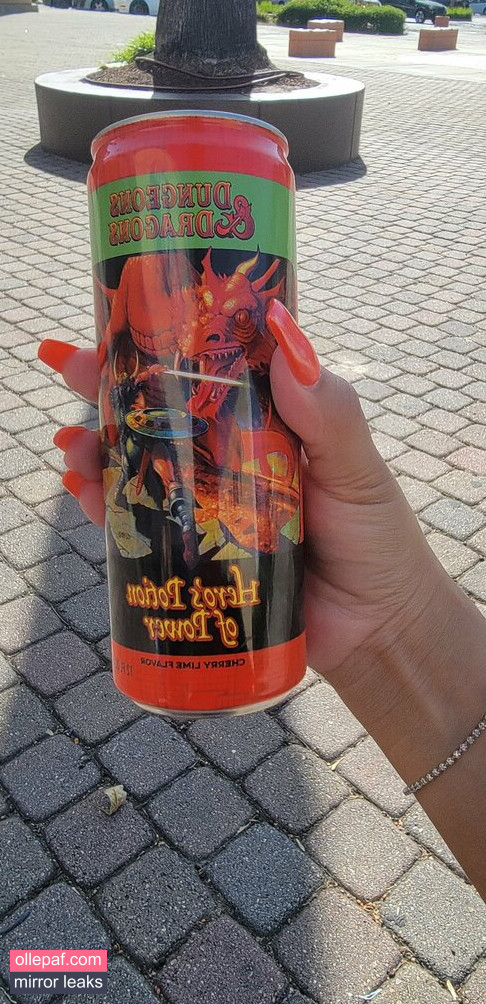 DUNGEONS
& DRAGONS
Hero's Potion
of Power
CHERRY LIME FLAVOR
ollepaf.com
mirror leaks